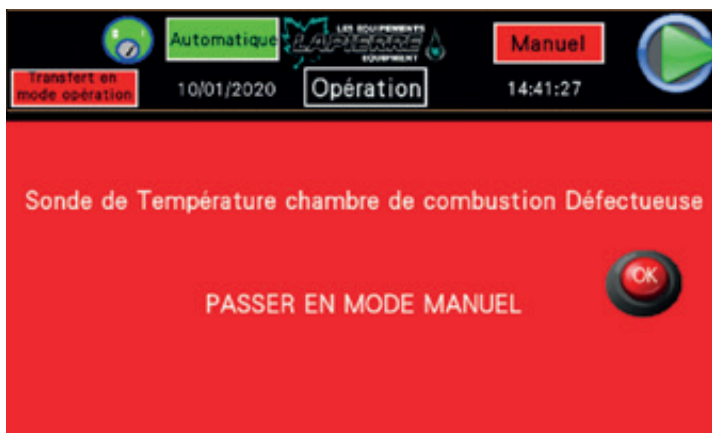 Automatique
LES EQUIPEMENTS
LAPIERRE
EQUIPMENT
Manuel
Transfert en
mode opération
10/01/2020
Opération
14:41:27
Sonde de Température chambre de combustion Défectueuse
OK
PASSER EN MODE MANUEL